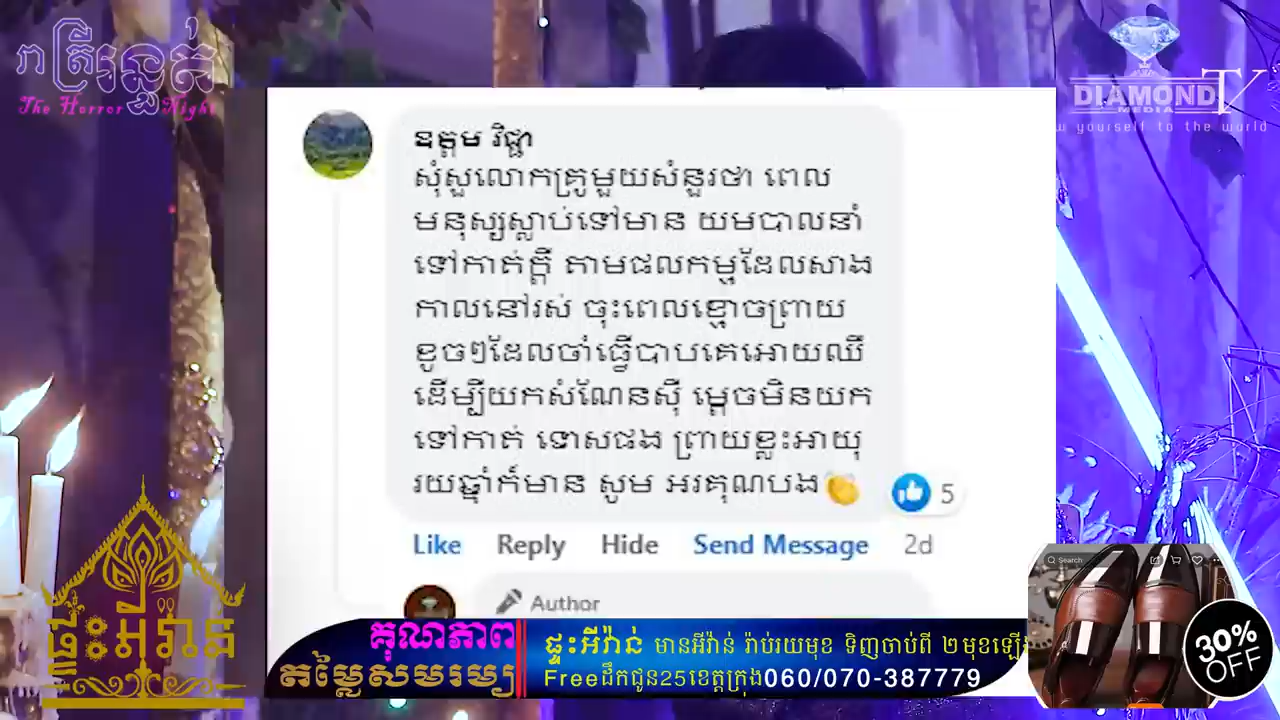 រាត្រីរន្ធត់
The Horror Night
DIAMOND TV
MEDIA
w yourself to the world
ឧត្តម វិជ្ជា
សុំសួលោកគ្រូមួយសំនួរថា ពេល
មនុស្សស្លាប់ទៅមាន យមបាលនាំ
ទៅកាត់ក្តី តាមផលកម្មដែលសាង
កាលនៅរស់ ចុះពេលខ្មោចព្រាយ
ខូចៗដែលចាំធ្វើបាបគេអោយឈឺ
ដើម្បីយកសំណែនស៊ី ម្តេចមិនយក
ទៅកាត់ ទោសផង ព្រាយខ្លះអាយុ
រយឆ្នាំក៏មាន សូម អរគុណបង👏
5
Like Reply Hide Send Message 2d
Author
ផ្ទះអីវ៉ាន់
គុណភាព
តម្លៃសមរម្យ
ផ្ទះអីវ៉ាន់ មានអីវ៉ាន់ រ៉ាប់រយមុខ ទិញចាប់ពី ២មុខឡើង
Freeដឹកជូន25ខេត្តក្រុង060/070-387779
Search
30%
OFF